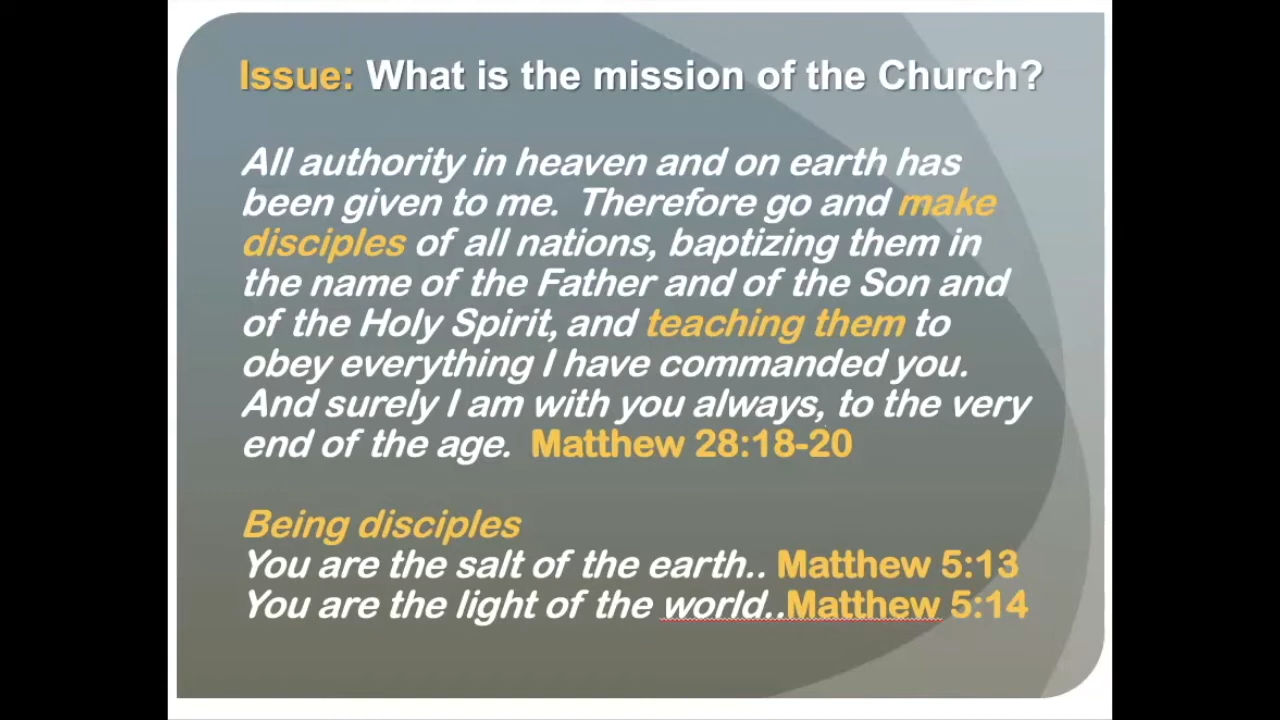 Issue: What is the mission of the Church?
All authority in heaven and on earth has
been given to me.  Therefore go and make
disciples of all nations, baptizing them in
the name of the Father and of the Son and
of the Holy Spirit, and teaching them to
obey everything I have commanded you.
And surely I am with you always, to the very
end of the age.  Matthew 28:18-20
Being disciples
You are the salt of the earth.. Matthew 5:13
You are the light of the world..Matthew 5:14